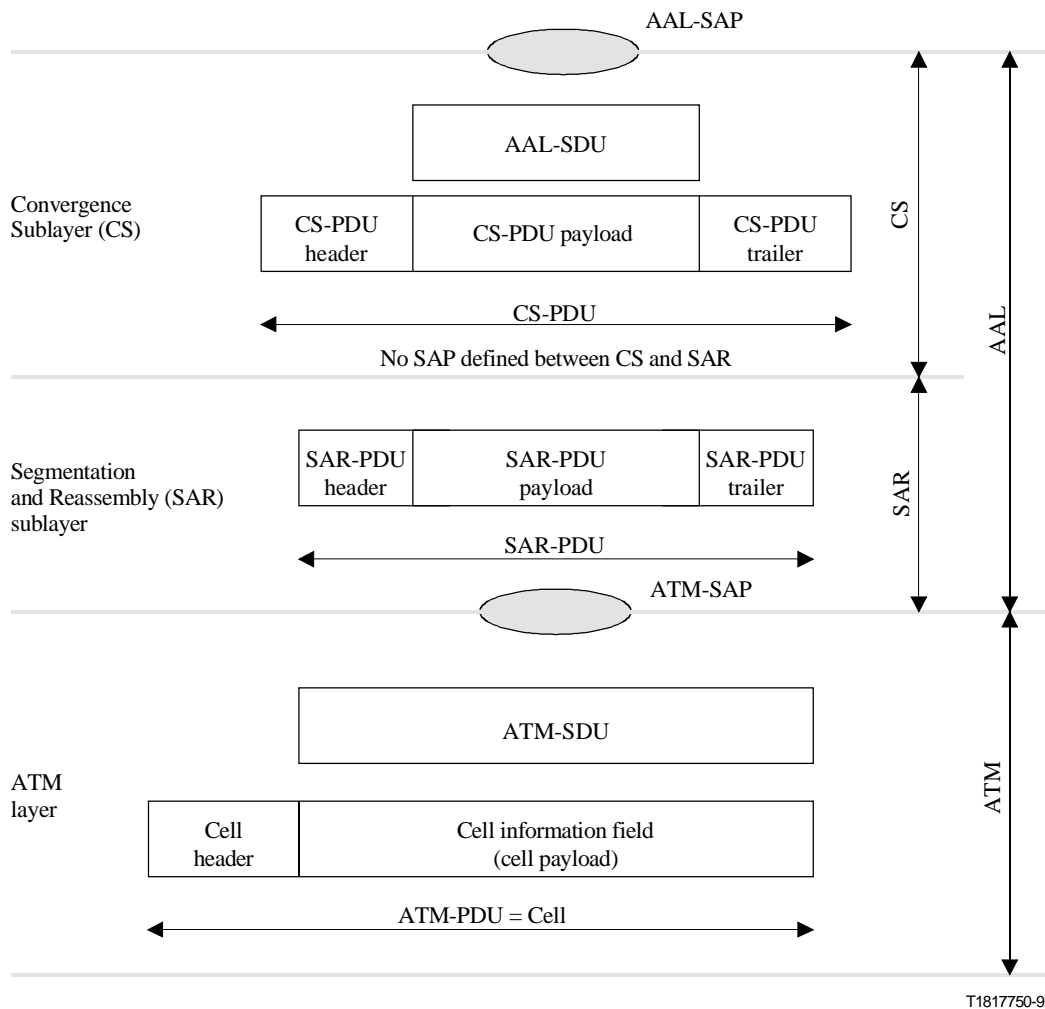 AAL-SAP
AAL-SDU
Convergence
Sublayer (CS)
CS-PDU
header
CS-PDU payload
CS-PDU
trailer
CS
CS-PDU
AAL
No SAP defined between CS and SAR
Segmentation
and Reassembly (SAR)
sublayer
SAR-PDU
header
SAR-PDU
payload
SAR-PDU
trailer
SAR
SAR-PDU
ATM-SAP
ATM-SDU
ATM
layer
ATM
Cell
header
Cell information field
(cell payload)
ATM-PDU = Cell
T1817750-9